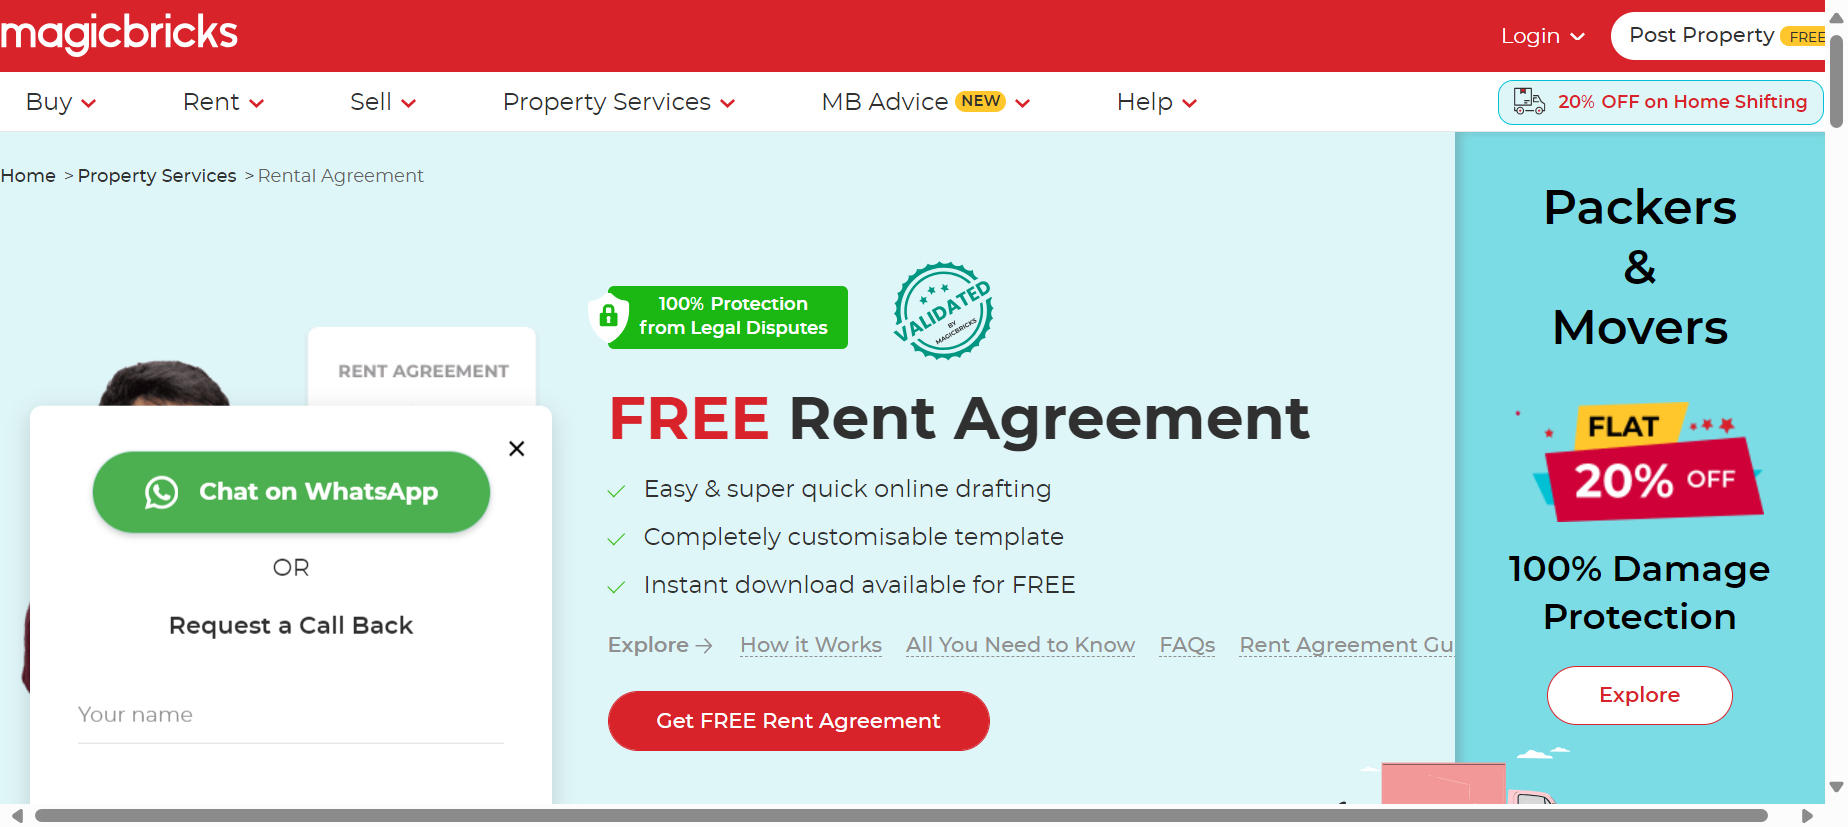 magicbricks
Login
Post Property FREE
Buy
Rent
Sell
Property Services
MB Advice NEW
Help
20% OFF on Home Shifting
Home > Property Services > Rental Agreement
100% Protection
from Legal Disputes
VALIDATED
BY
MAGICBRICKS
RENT AGREEMENT
FREE Rent Agreement
Easy & super quick online drafting
Completely customisable template
Instant download available for FREE
Explore → How it Works All You Need to Know FAQs Rent Agreement Gu
Get FREE Rent Agreement
Chat on WhatsApp
OR
Request a Call Back
Your name
Packers
&
Movers
FLAT
20% OFF
100% Damage
Protection
Explore